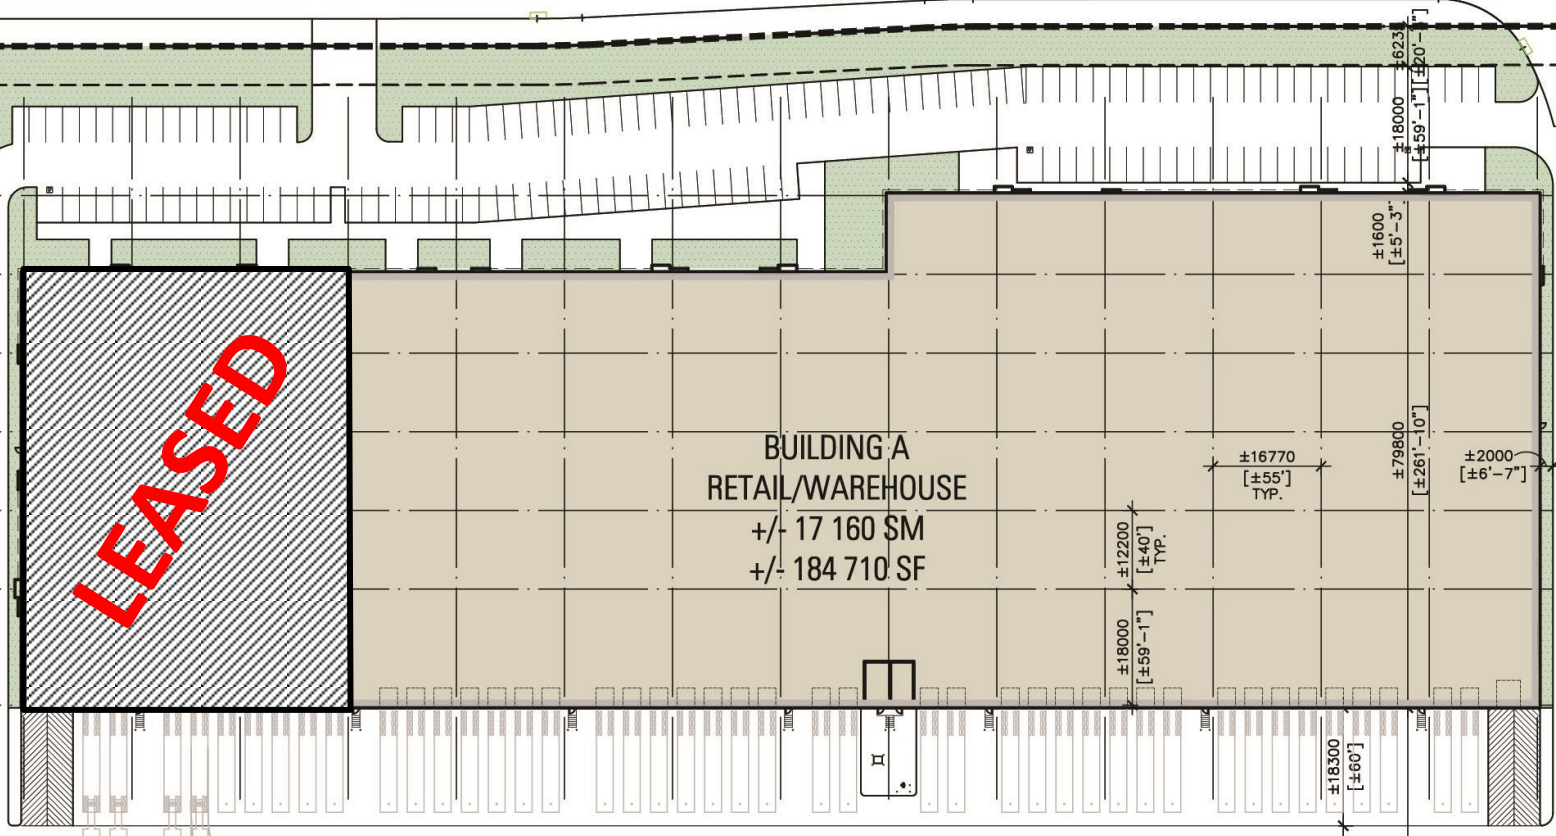 ±6235
[±20'-5"]
±18000
[±59'-1"]
±1600
[±5'-3"]
LEASED
BUILDING A
RETAIL/WAREHOUSE
+/- 17 160 SM
+/- 184 710 SF
±16770
[±55']
TYP.
±79800
[±261'-10"]
±2000
[±6'-7"]
±12200
[±40']
TYP.
±18000
[±59'-1"]
±18300
[±60']